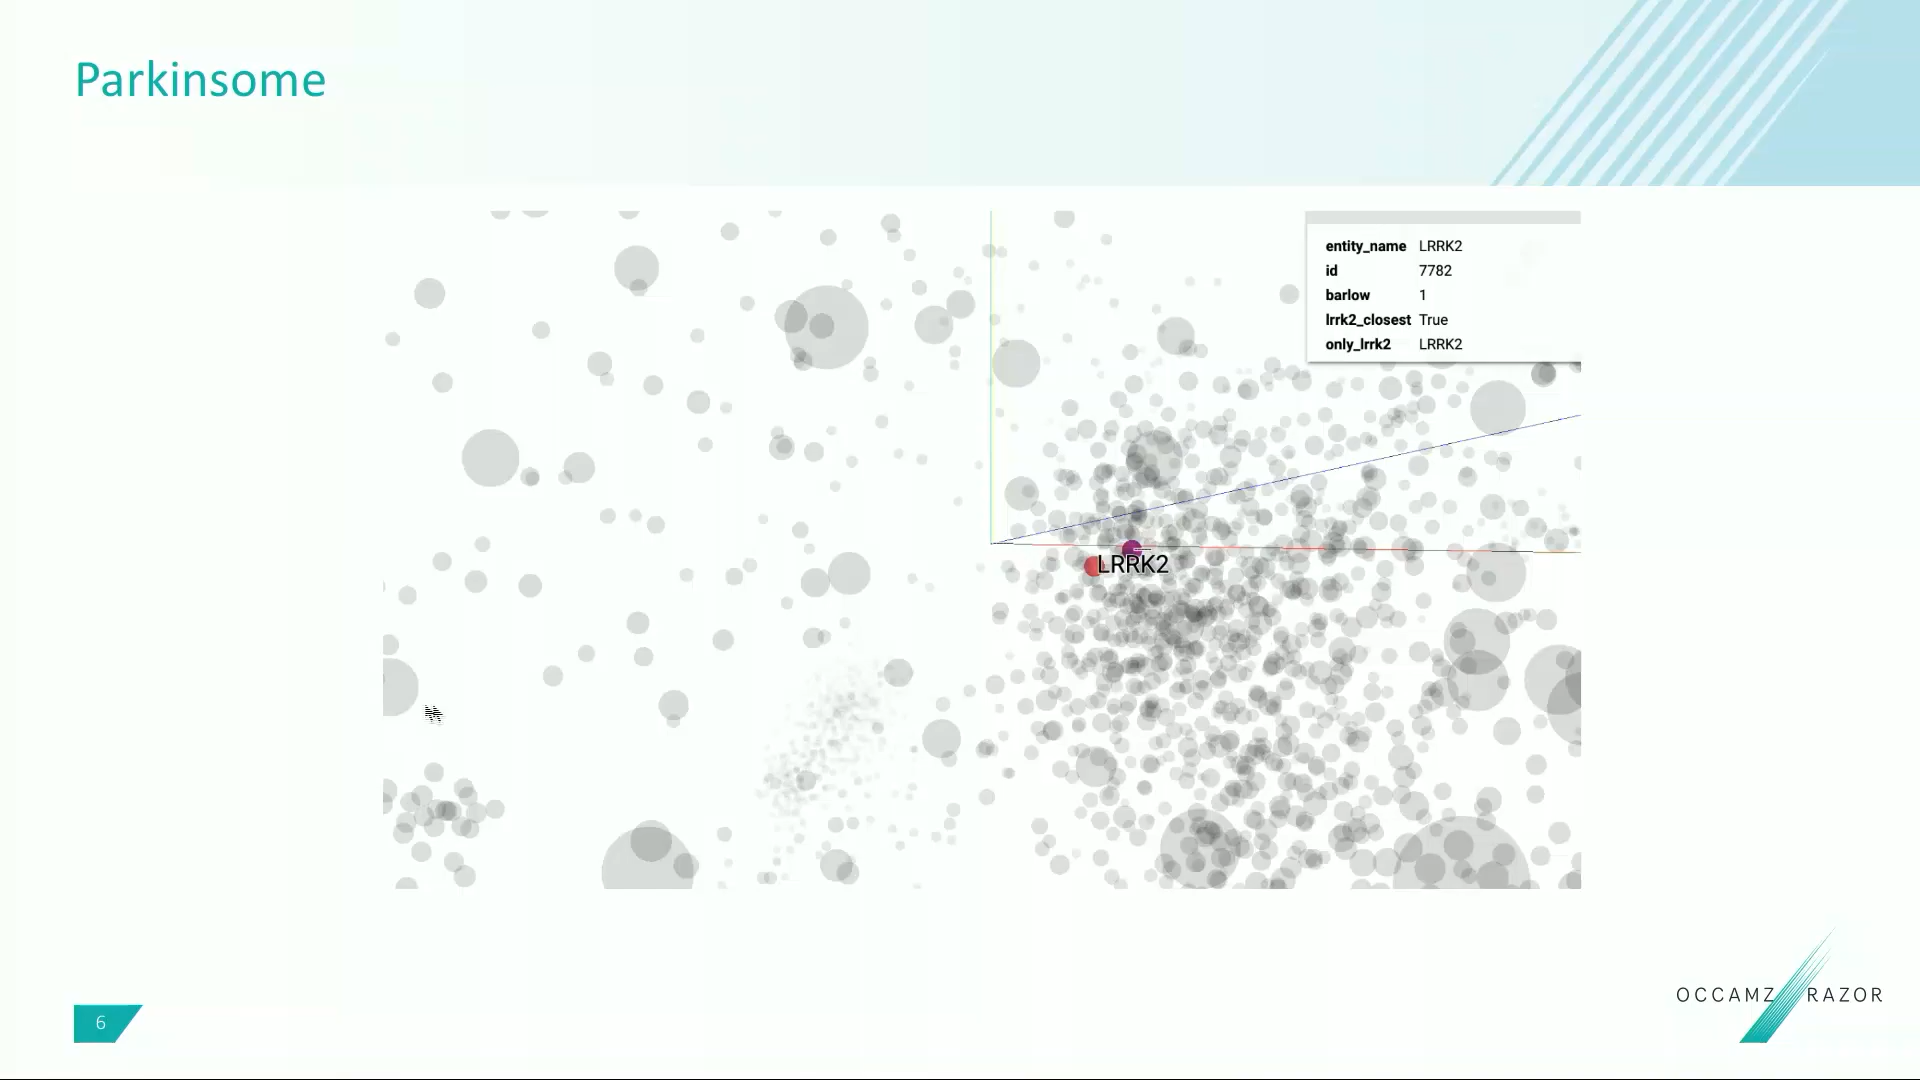 Parkinsome
entity_name LRRK2
id 7782
barlow 1
lrrk2_closest True
only_lrrk2 LRRK2
LRRK2
6
OCCAMZ RAZOR